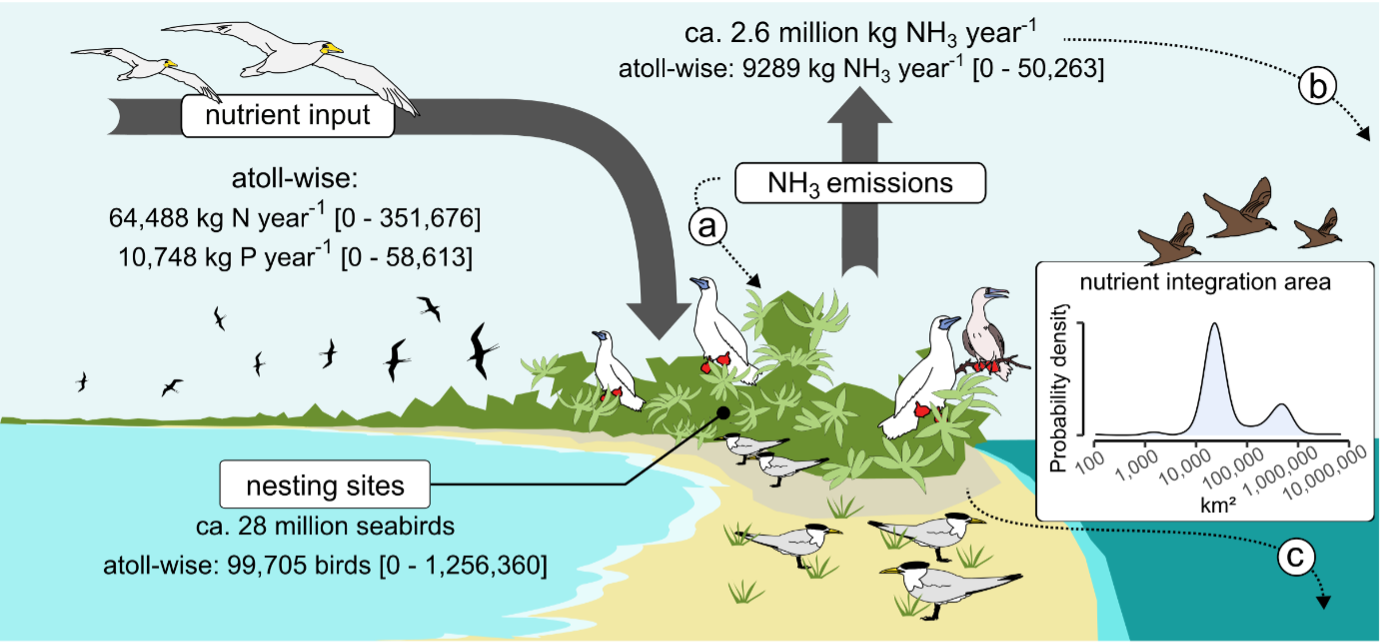 ca. 2.6 million kg NH₃ year⁻¹
atoll-wise: 9289 kg NH₃ year⁻¹ [0 - 50,263]
b
nutrient input
atoll-wise:
64,488 kg N year⁻¹ [0 - 351,676]
10,748 kg P year⁻¹ [0 - 58,613]
NH₃ emissions
a
nutrient integration area
Probability density
100 1,000 10,000 100,000 1,000,000 10,000,000
km²
nesting sites
ca. 28 million seabirds
atoll-wise: 99,705 birds [0 - 1,256,360]
c